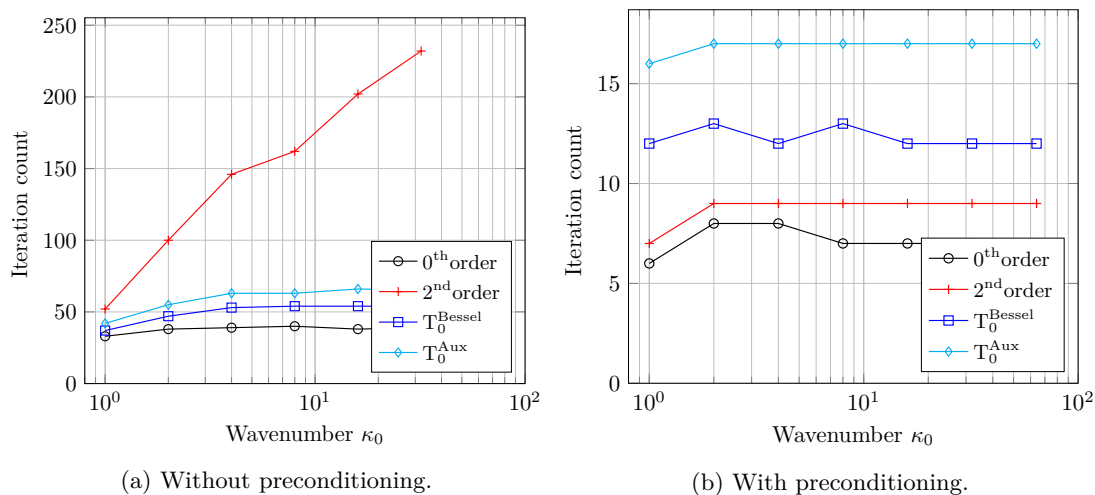 250
200
150
100
50
0
10^0
10^1
10^2
Iteration count
Wavenumber κ_0
0^th order
2^nd order
T_0^Bessel
T_0^Aux
(a) Without preconditioning.
15
10
5
0
10^0
10^1
10^2
Iteration count
Wavenumber κ_0
0^th order
2^nd order
T_0^Bessel
T_0^Aux
(b) With preconditioning.